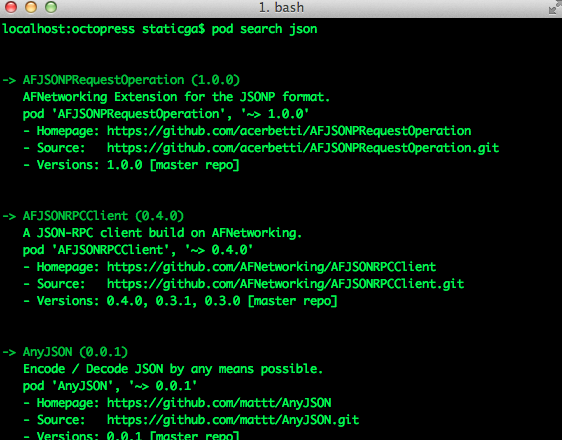 1. bash
localhost:octopress staticga$ pod search json
-> AFJSONPRequestOperation (1.0.0)
AFNetworking Extension for the JSONP format.
pod 'AFJSONPRequestOperation', '~> 1.0.0'
- Homepage: https://github.com/acerbetti/AFJSONPRequestOperation
- Source:   https://github.com/acerbetti/AFJSONPRequestOperation.git
- Versions: 1.0.0 [master repo]
-> AFJSONRPCClient (0.4.0)
A JSON-RPC client build on AFNetworking.
pod 'AFJSONRPCClient', '~> 0.4.0'
- Homepage: https://github.com/AFNetworking/AFJSONRPCClient
- Source:   https://github.com/AFNetworking/AFJSONRPCClient.git
- Versions: 0.4.0, 0.3.1, 0.3.0 [master repo]
-> AnyJSON (0.0.1)
Encode / Decode JSON by any means possible.
pod 'AnyJSON', '~> 0.0.1'
- Homepage: https://github.com/mattt/AnyJSON
- Source:   https://github.com/mattt/AnyJSON.git
- Versions: 0.0.1 [master repo]